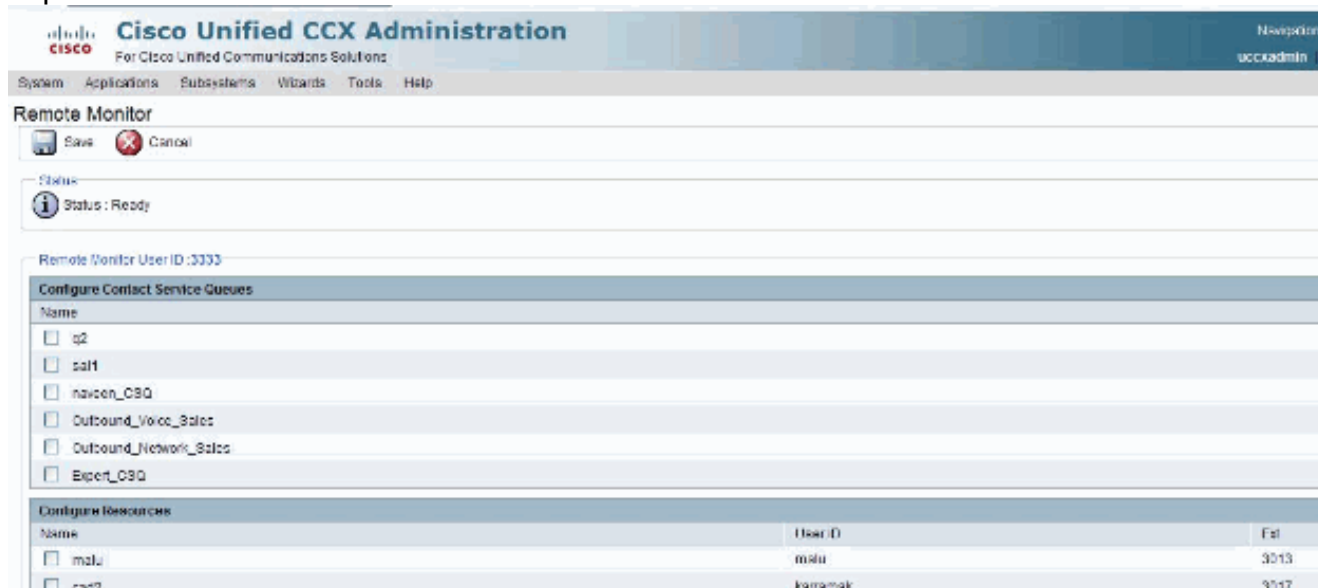 Cisco Unified CCX Administration
CISCO
For Cisco Unified Communications Solutions
Navigation
uccxadmin
System Applications Subsystems Wizards Tools Help
Remote Monitor
Save Cancel
Status
Status : Ready
Remote Monitor User ID :3333
Configure Contact Service Queues
Name
q2
naveen_CSQ
Outbound_Voice_Sales
Outbound_Network_Sales
Expert_CSQ
Configure Resources
Name User ID Ext
malu malu 3013
karramak 3017